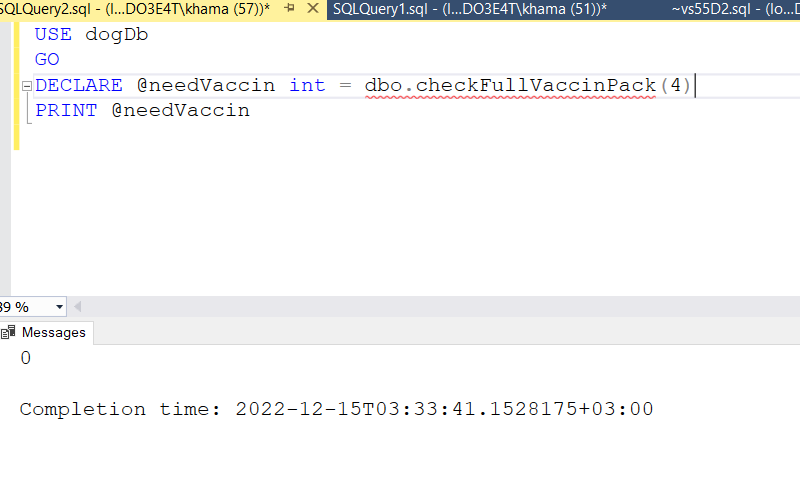 SQLQuery2.sql - (l...DO3E4T\khama (57))* SQLQuery1.sql - (l...DO3E4T\khama (51))* ~vs55D2.sql - (lo...D
USE dogDb
GO
DECLARE @needVaccin int = dbo.checkFullVaccinPack(4)
PRINT @needVaccin
89 %
Messages
0
Completion time: 2022-12-15T03:33:41.1528175+03:00